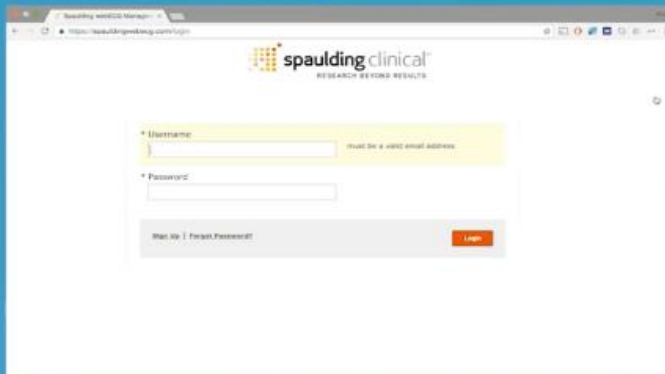 Spaulding webECG Manager
https://spauldingwebecg.com/login
spaulding clinical
RESEARCH BEYOND RESULTS
* Username
must be a valid email address
* Password
Sign Up | Forgot Password?
Login